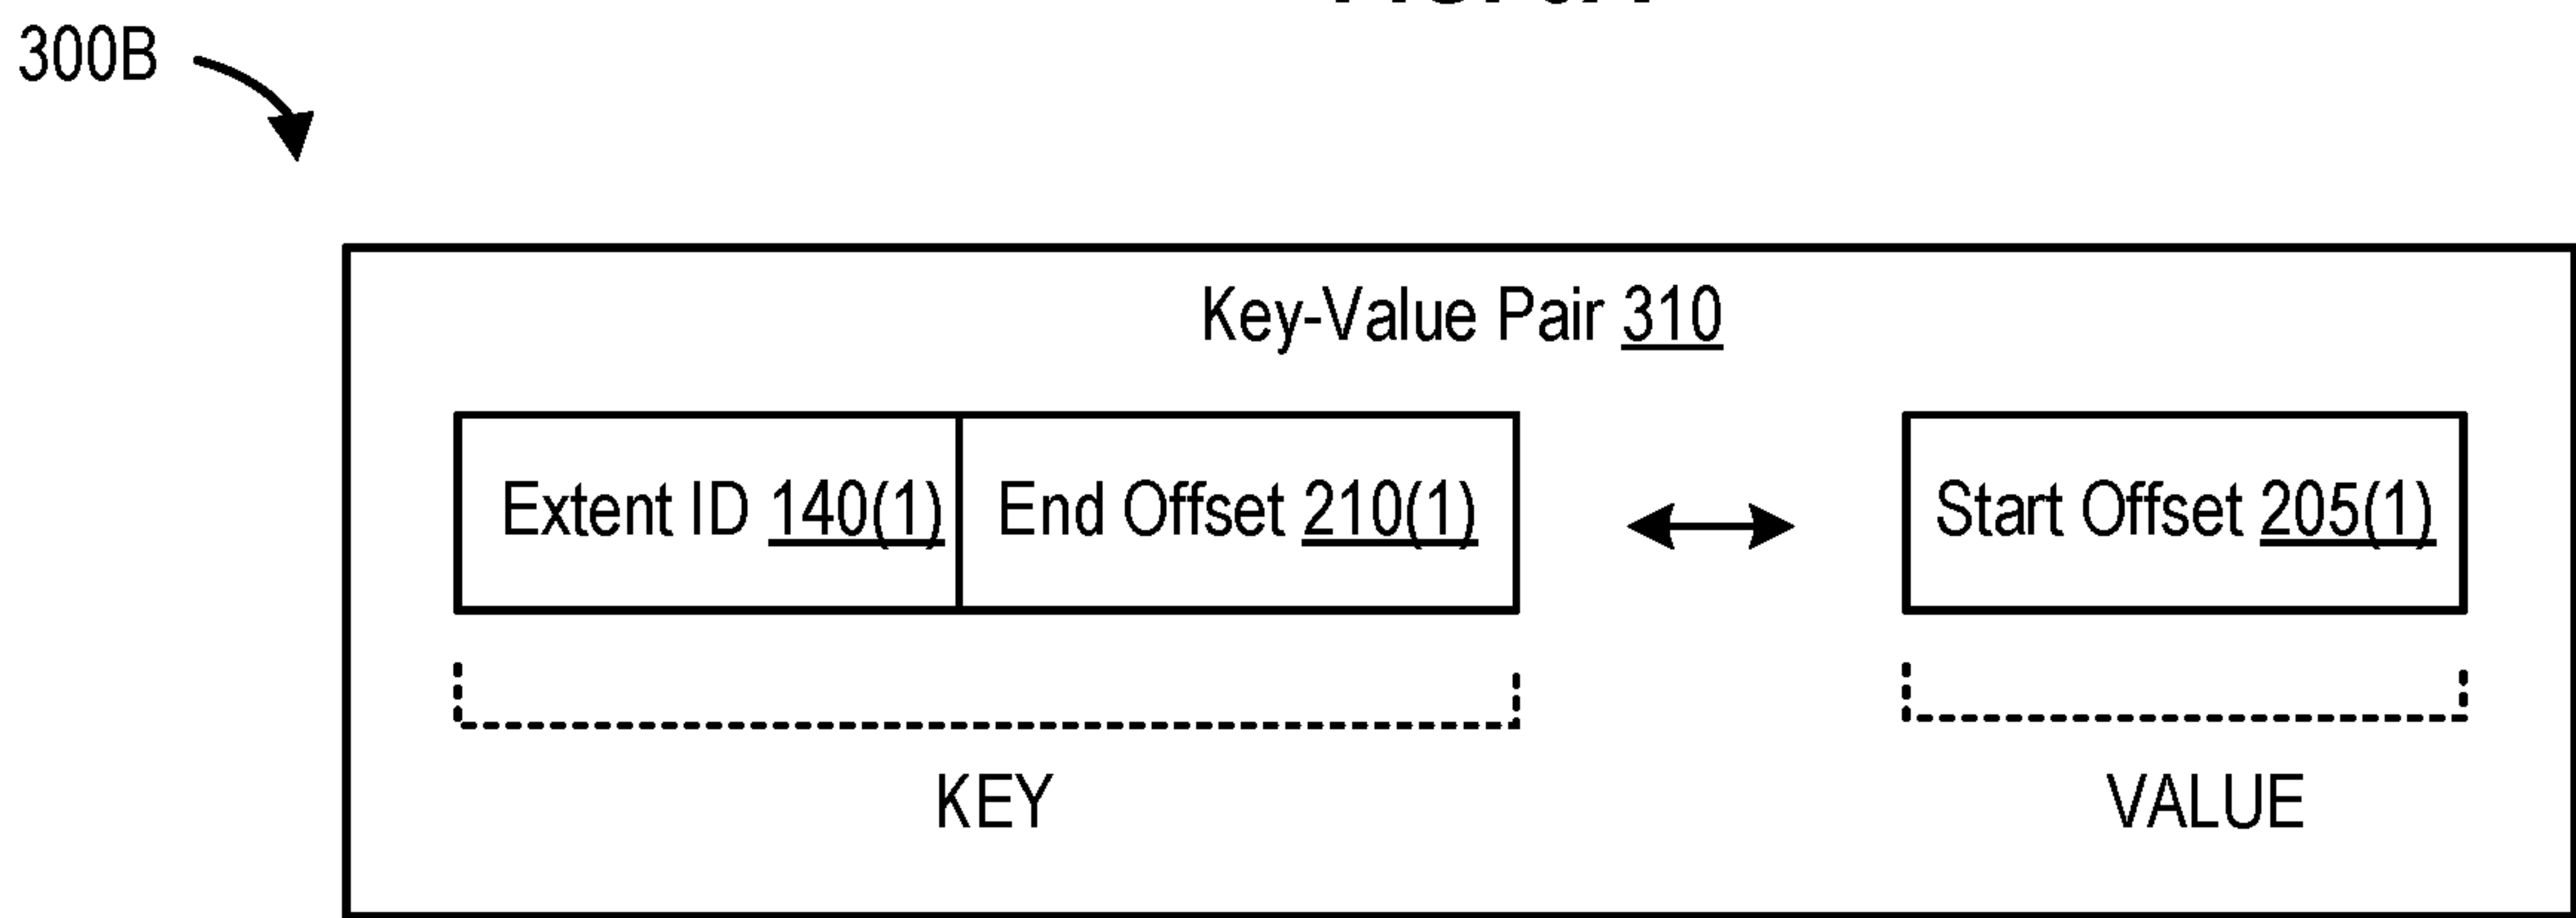 300B
Key-Value Pair 310
Extent ID 140(1) End Offset 210(1) Start Offset 205(1)
KEY VALUE